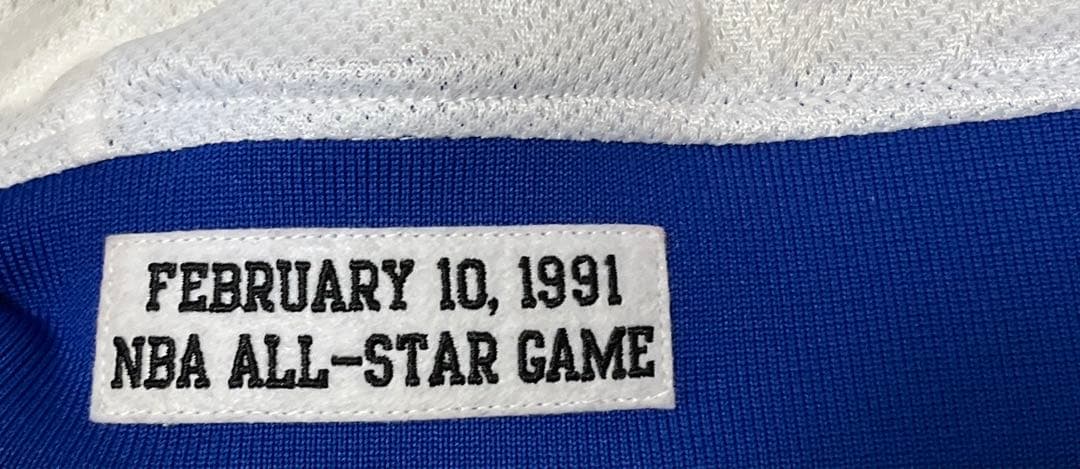 FEBRUARY 10, 1991
NBA ALL-STAR GAME